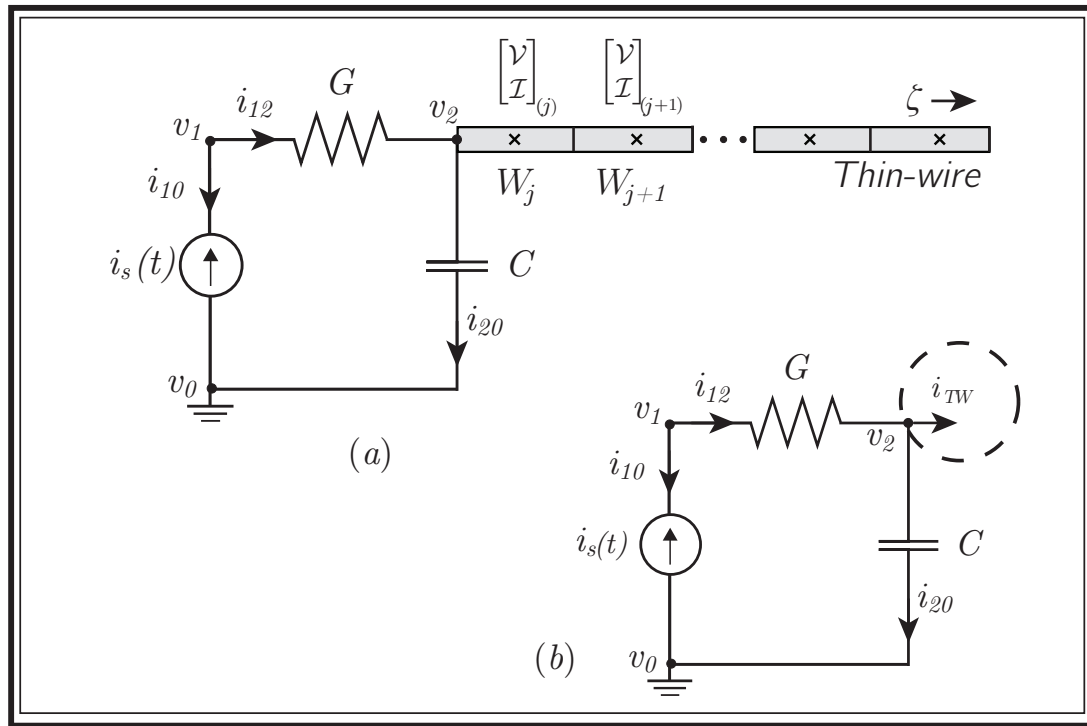 [𝒱 ℐ](j) [𝒱 ℐ](j+1)
G
i12 v2 ζ
v1
i10 Wj Wj+1 Thin-wire
is(t) C
i20
v0
(a)
G
i12 iTW
v1 v2
i10
is(t) C
i20
v0
(b)